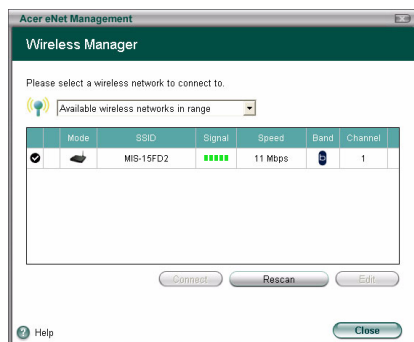 Acer eNet Management
Wireless Manager
Please select a wireless network to connect to.
Available wireless networks in range
Mode SSID Signal Speed Band Channel
MIS-15FD2 11 Mbps b 1
Connect Rescan Edit
Help Close